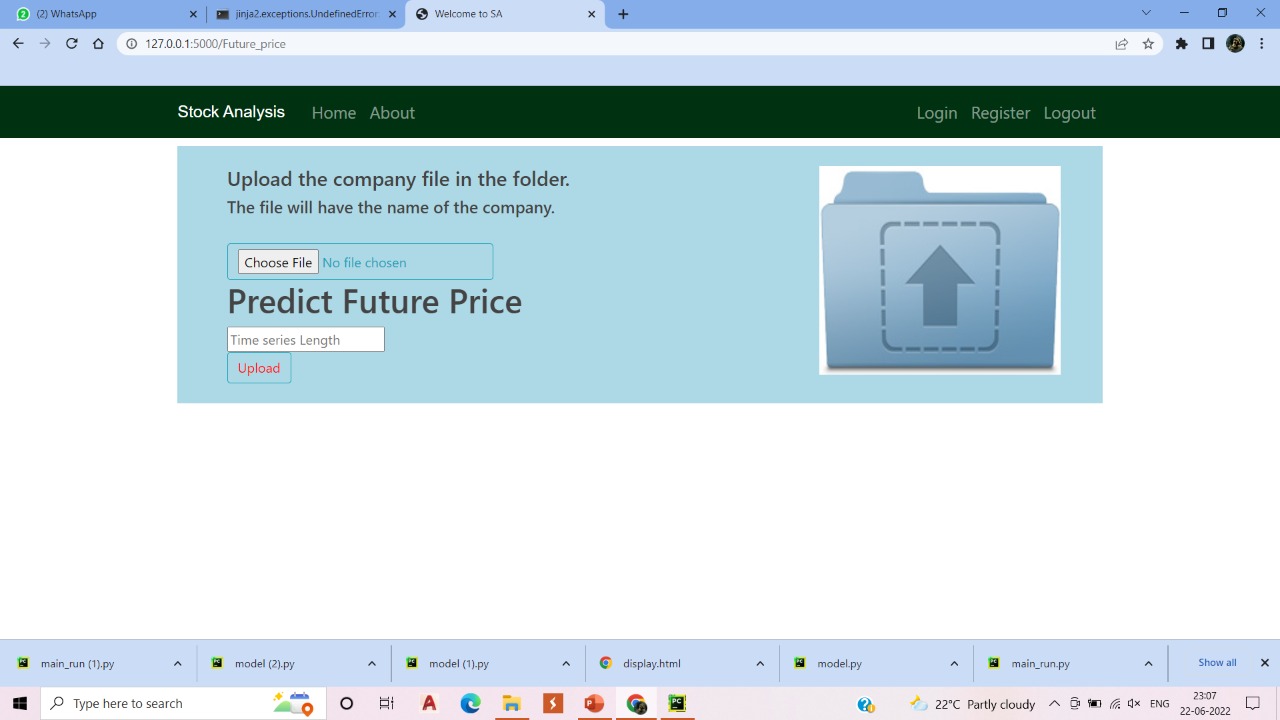 (2) WhatsApp
jinja2.exceptions.UndefinedError:
Welcome to SA
127.0.0.1:5000/Future_price
Stock Analysis Home About Login Register Logout
Upload the company file in the folder.
The file will have the name of the company.
Choose File No file chosen
Predict Future Price
Time series Length
Upload
main_run (1).py
model (2).py
model (1).py
display.html
model.py
main_run.py
Show all
Type here to search
22°C Partly cloudy
ENG
23:07
22-06-2022